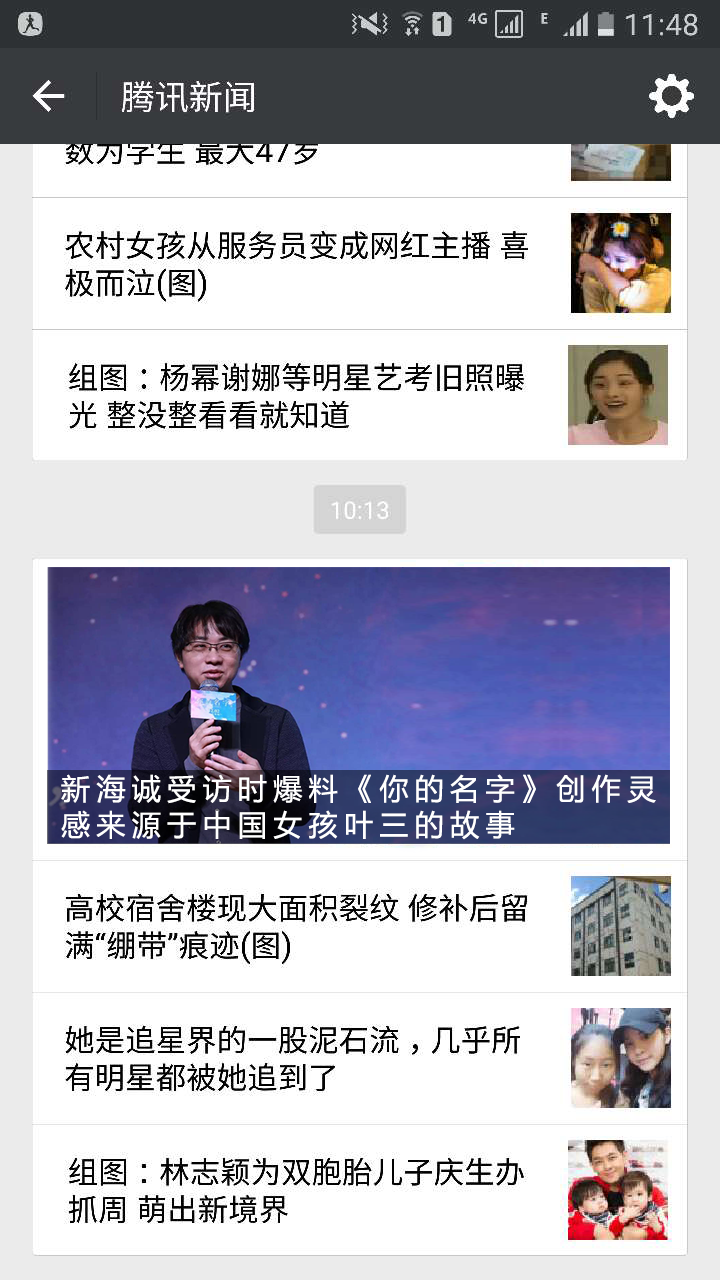 1 4G E 11:48
腾讯新闻
数为学生 最大47岁
农村女孩从服务员变成网红主播 喜
极而泣(图)
组图：杨幂谢娜等明星艺考旧照曝
光 整没整看看就知道
10:13
新海诚受访时爆料《你的名字》创作灵
感来源于中国女孩叶三的故事
高校宿舍楼现大面积裂纹 修补后留
满“绷带”痕迹(图)
她是追星界的一股泥石流，几乎所
有明星都被她追到了
组图：林志颖为双胞胎儿子庆生办
抓周 萌出新境界